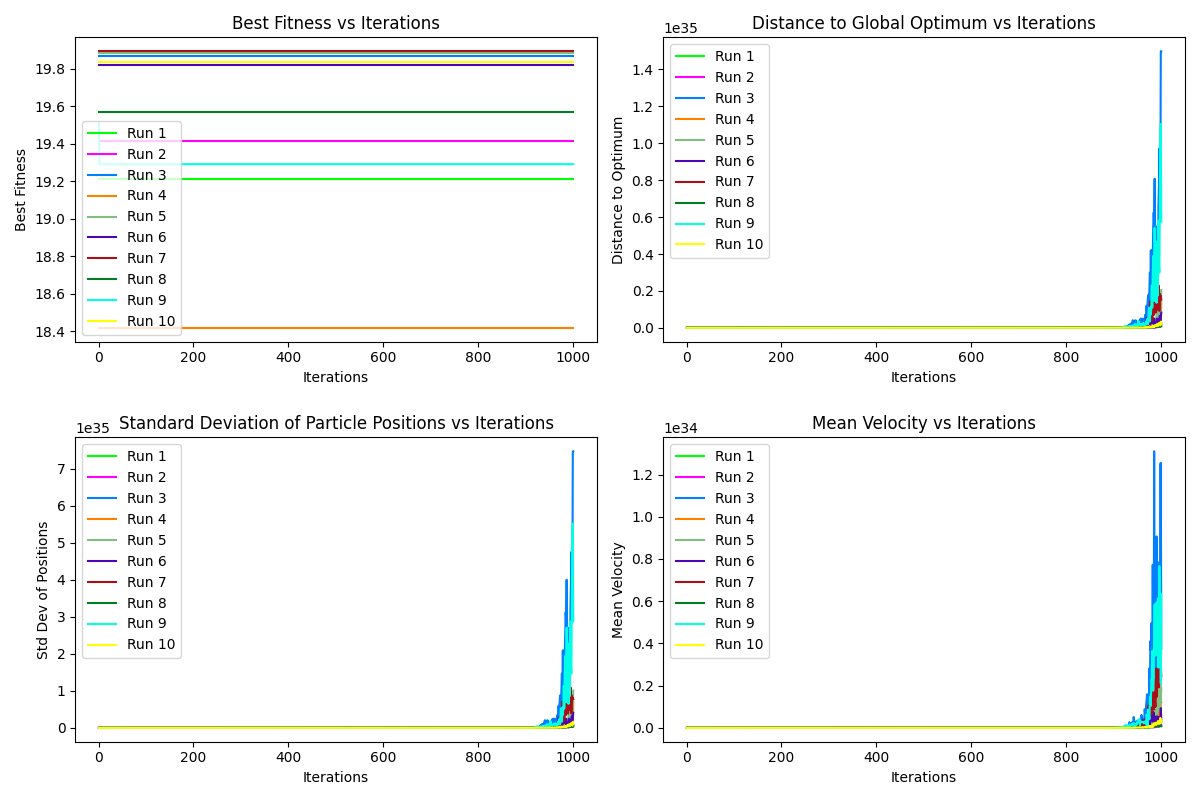 Best Fitness vs Iterations
Best Fitness
19.8
19.6
19.4
19.2
19.0
18.8
18.6
18.4
Run 1
Run 2
Run 3
Run 4
Run 5
Run 6
Run 7
Run 8
Run 9
Run 10
0 200 400 600 800 1000
Iterations
Distance to Global Optimum vs Iterations
1e35
Distance to Optimum
1.4
1.2
1.0
0.8
0.6
0.4
0.2
0.0
Run 1
Run 2
Run 3
Run 4
Run 5
Run 6
Run 7
Run 8
Run 9
Run 10
0 200 400 600 800 1000
Iterations
Standard Deviation of Particle Positions vs Iterations
1e35
Std Dev of Positions
7
6
5
4
3
2
1
0
Run 1
Run 2
Run 3
Run 4
Run 5
Run 6
Run 7
Run 8
Run 9
Run 10
0 200 400 600 800 1000
Iterations
Mean Velocity vs Iterations
1e34
Mean Velocity
1.2
1.0
0.8
0.6
0.4
0.2
0.0
Run 1
Run 2
Run 3
Run 4
Run 5
Run 6
Run 7
Run 8
Run 9
Run 10
0 200 400 600 800 1000
Iterations